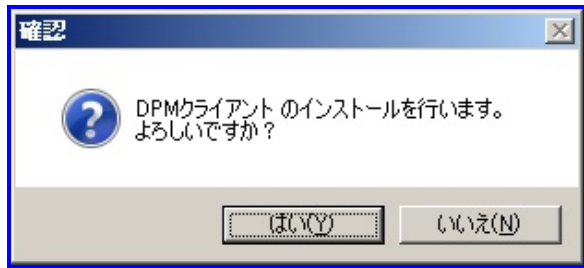 確認
DPMクライアント のインストールを行います。
よろしいですか？
はい(Y)
いいえ(N)